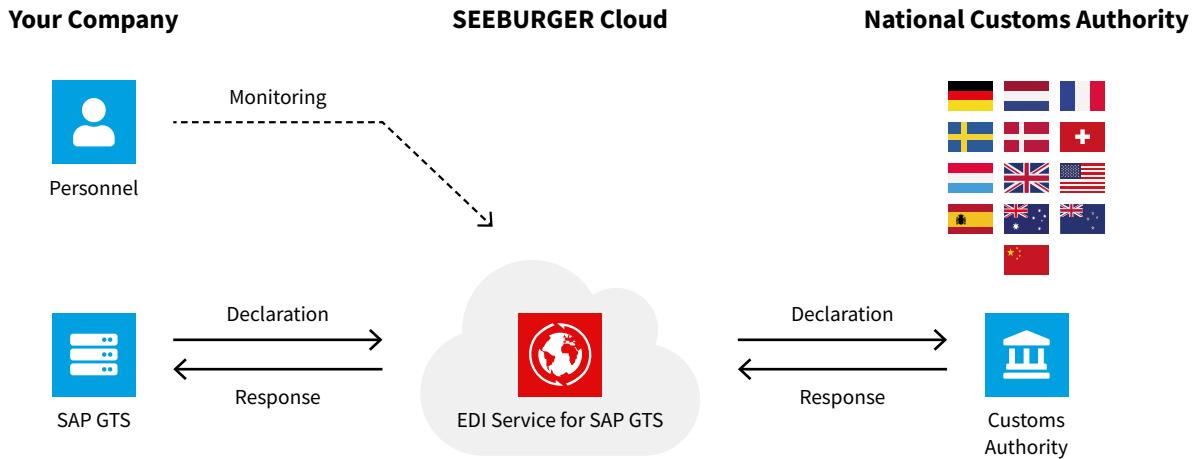 Your Company
SEEBURGER Cloud
National Customs Authority
Monitoring
Personnel
Declaration
Declaration
Response
Response
SAP GTS
EDI Service for SAP GTS
Customs
Authority